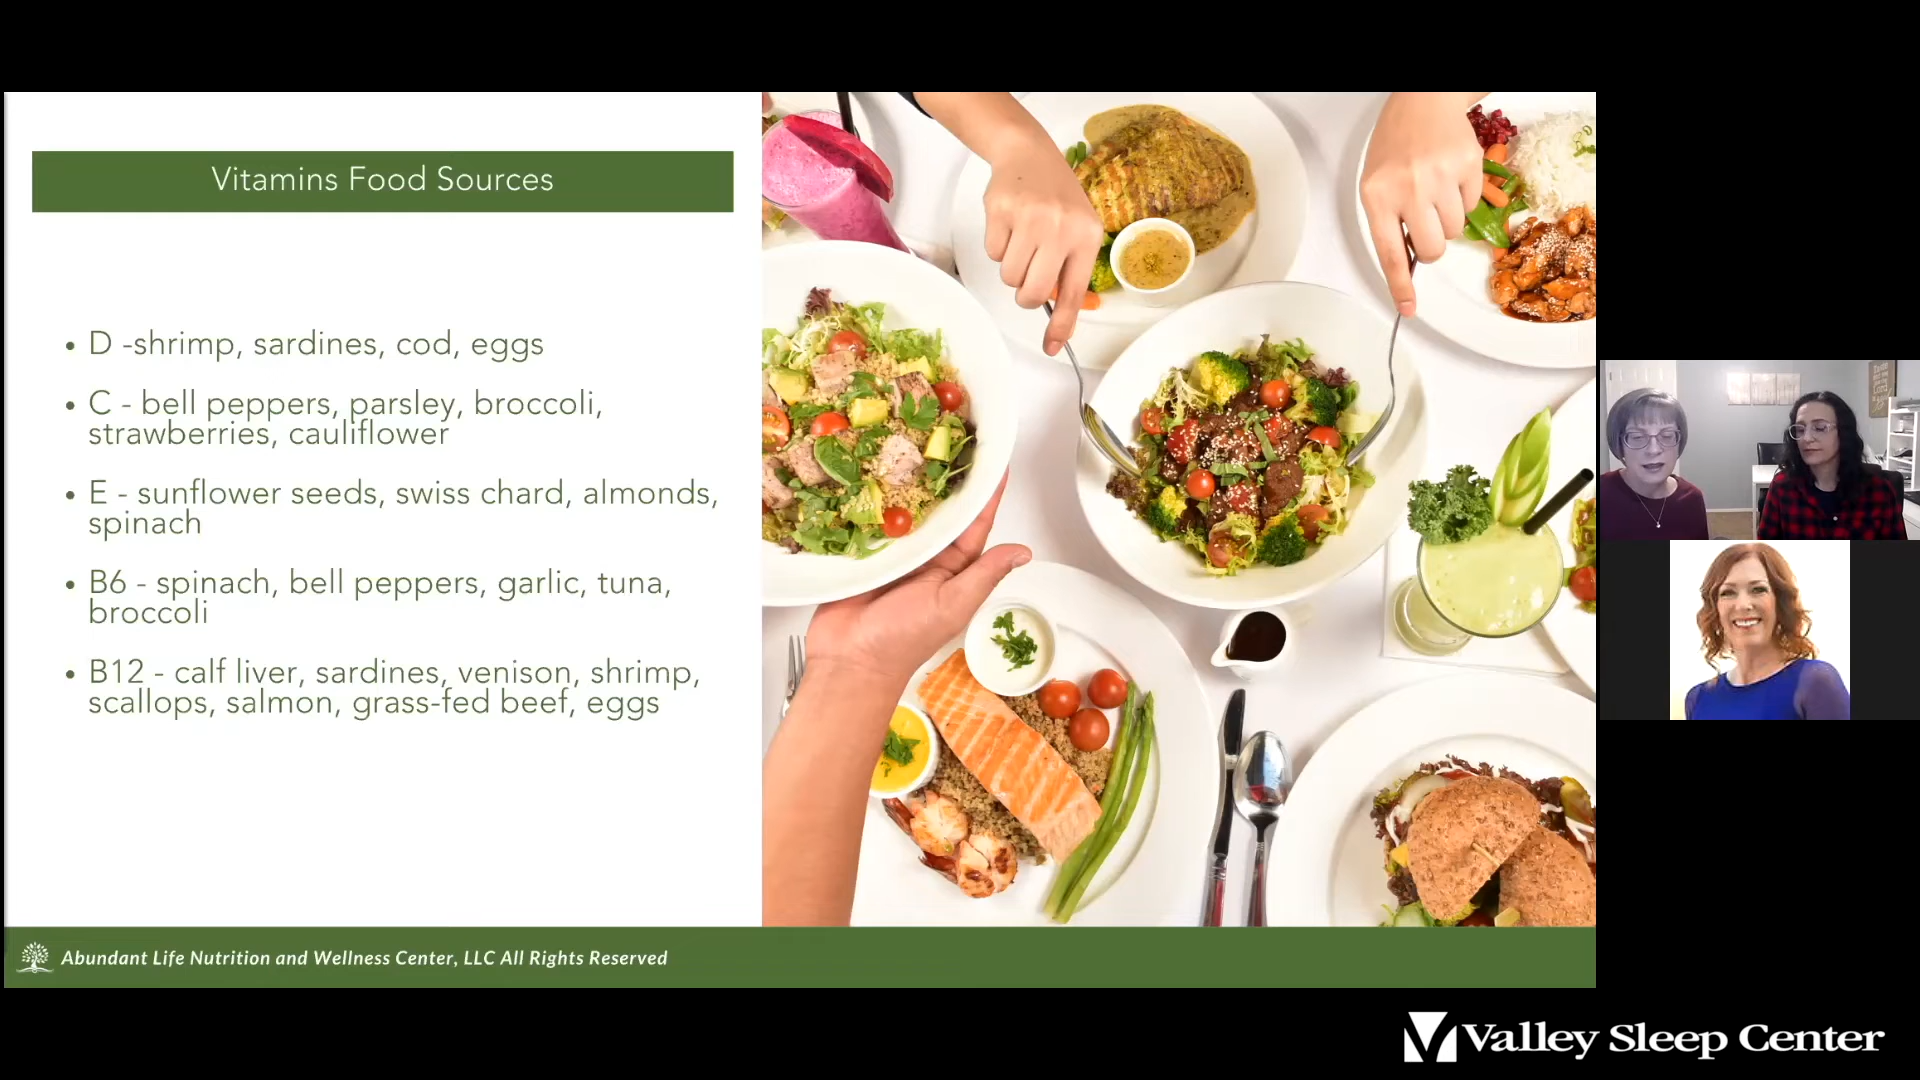 Vitamins Food Sources
• D -shrimp, sardines, cod, eggs
• C - bell peppers, parsley, broccoli,
strawberries, cauliflower
• E - sunflower seeds, swiss chard, almonds,
spinach
• B6 - spinach, bell peppers, garlic, tuna,
broccoli
• B12 - calf liver, sardines, venison, shrimp,
scallops, salmon, grass-fed beef, eggs
Abundant Life Nutrition and Wellness Center, LLC All Rights Reserved
Valley Sleep Center